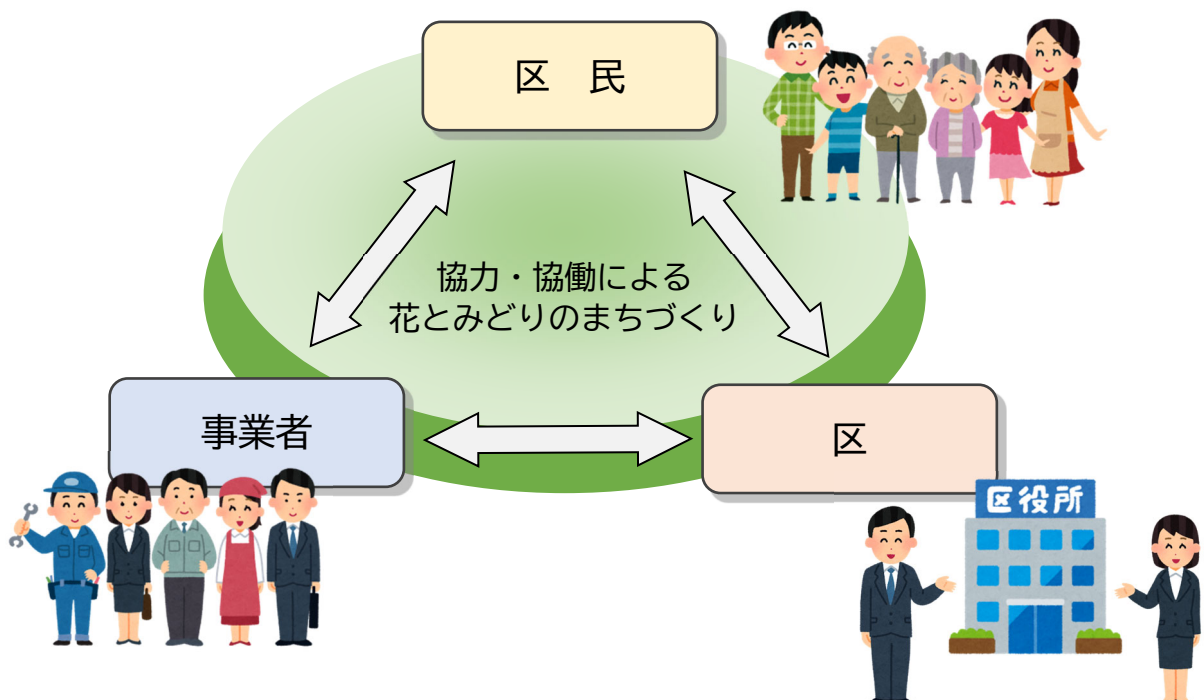 区　民
協力・協働による
花とみどりのまちづくり
事業者
区
区役所